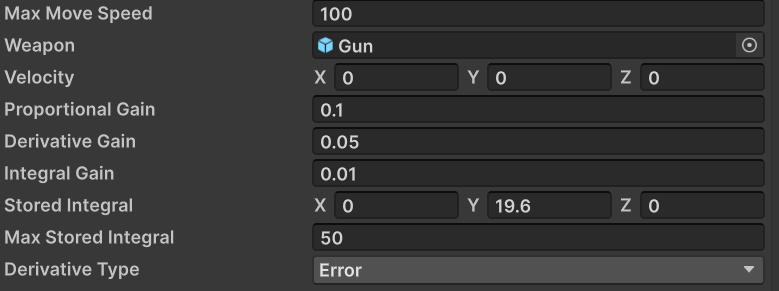 Max Move Speed 100
Weapon Gun
Velocity X 0 Y 0 Z 0
Proportional Gain 0.1
Derivative Gain 0.05
Integral Gain 0.01
Stored Integral X 0 Y 19.6 Z 0
Max Stored Integral 50
Derivative Type Error